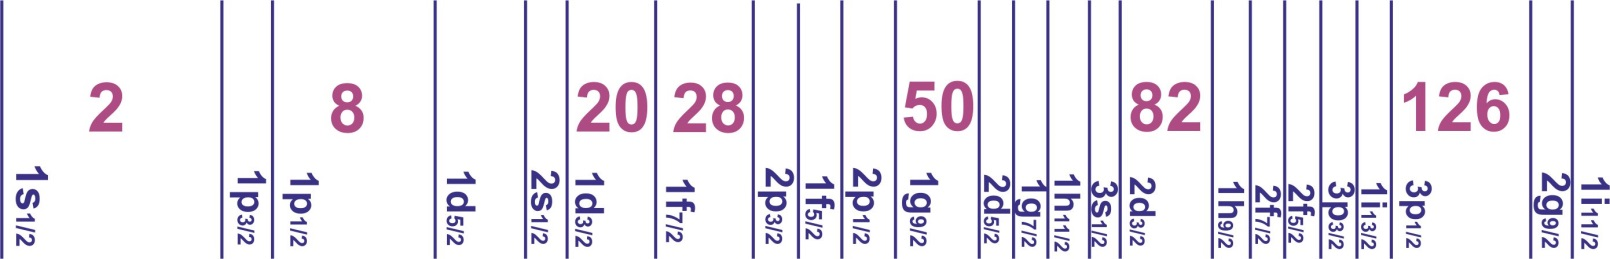 2 8 20 28 50 82 126
1s1/2
1p3/2
1p1/2
1d5/2
2s1/2
1d3/2
1f7/2
2p3/2
1f5/2
2p1/2
1g9/2
2d5/2
1g7/2
1h11/2
3s1/2
2d3/2
1h9/2
2f7/2
2f5/2
3p3/2
1i13/2
3p1/2
2g9/2
1i11/2